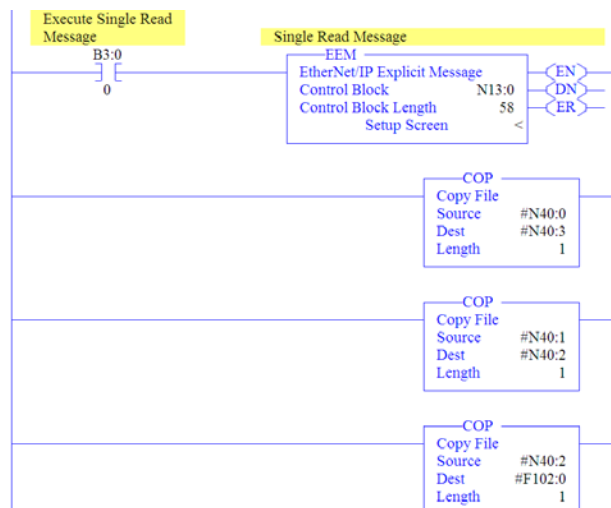 Execute Single Read
Message
Single Read Message
B3:0
0
EEM
EtherNet/IP Explicit Message
Control Block N13:0
Control Block Length 58
Setup Screen <
EN
DN
ER
COP
Copy File
Source #N40:0
Dest #N40:3
Length 1
COP
Copy File
Source #N40:1
Dest #N40:2
Length 1
COP
Copy File
Source #N40:2
Dest #F102:0
Length 1